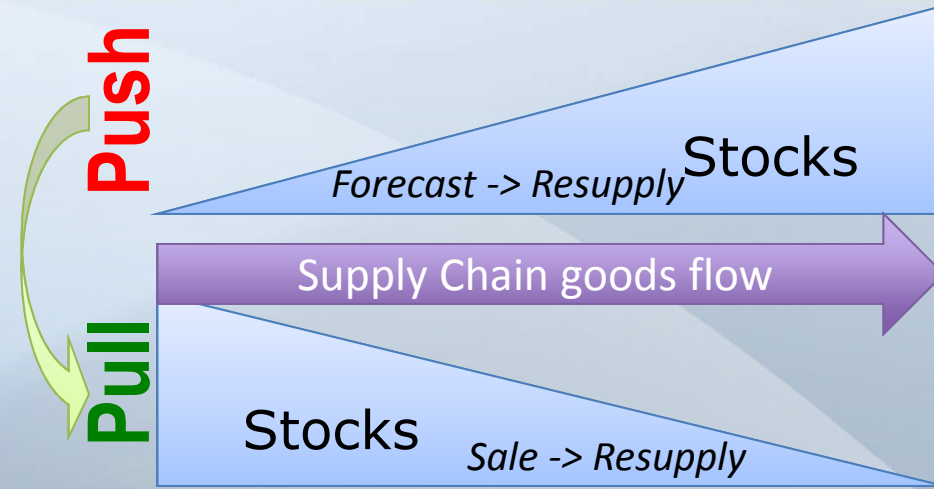 Push
Stocks
Forecast -> Resupply
Supply Chain goods flow
Pull
Stocks
Sale -> Resupply